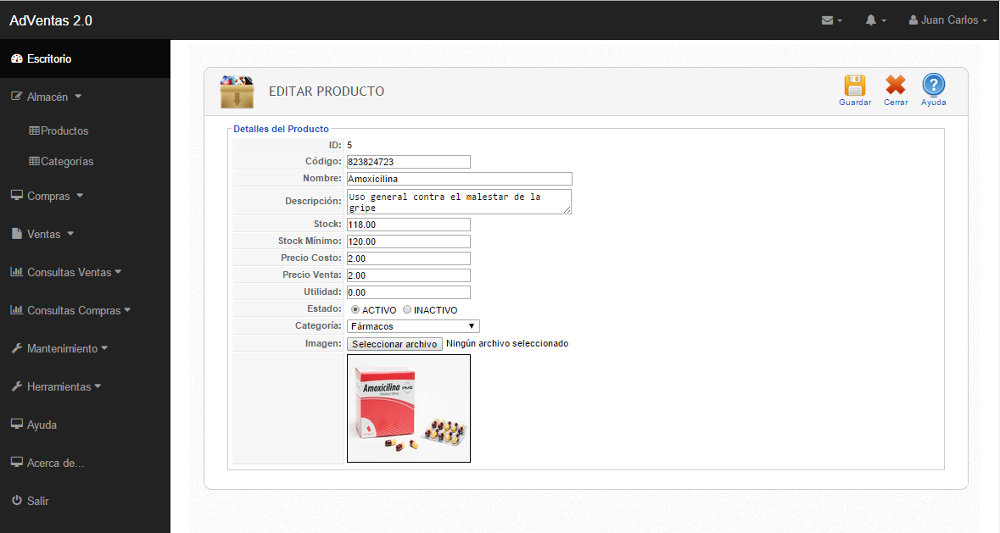 AdVentas 2.0
Juan Carlos
Escritorio
Almacén
Productos
Categorías
Compras
Ventas
Consultas Ventas
Consultas Compras
Mantenimiento
Herramientas
Ayuda
Acerca de...
Salir
EDITAR PRODUCTO
Guardar
Cerrar
Ayuda
Detalles del Producto
ID: 5
Código: 823824723
Nombre: Amoxicilina
Descripción: Uso general contra el malestar de la
gripe
Stock: 118.00
Stock Mínimo: 120.00
Precio Costo: 2.00
Precio Venta: 2.00
Utilidad: 0.00
Estado: ACTIVO INACTIVO
Categoría: Fármacos
Imagen: Seleccionar archivo Ningún archivo seleccionado
Amoxicilina